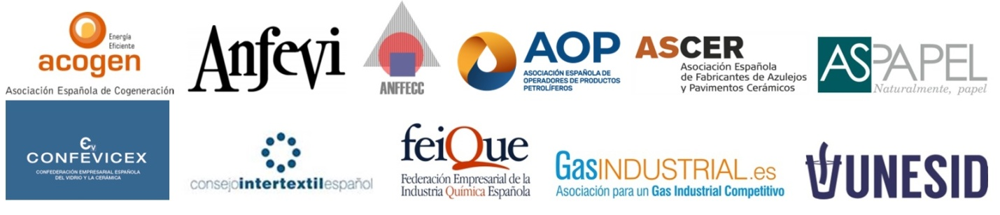 Energía
Eficiente
acogen
Asociación Española de Cogeneración
Anfevi
ANFFECC
AOP
ASOCIACIÓN ESPAÑOLA DE
OPERADORES DE PRODUCTOS
PETROLÍFEROS
ASCER
Asociación Española
de Fabricantes de Azulejos
y Pavimentos Cerámicos
ASPAPEL
Naturalmente, papel
Ev
CONFEVICEX
CONFEDERACIÓN EMPRESARIAL ESPAÑOLA
DEL VIDRIO Y LA CERÁMICA
consejointertextilespañol
feiQue
Federación Empresarial de la
Industria Química Española
GasINDUSTRIAL.es
Asociación para un Gas Industrial Competitivo
UNESID